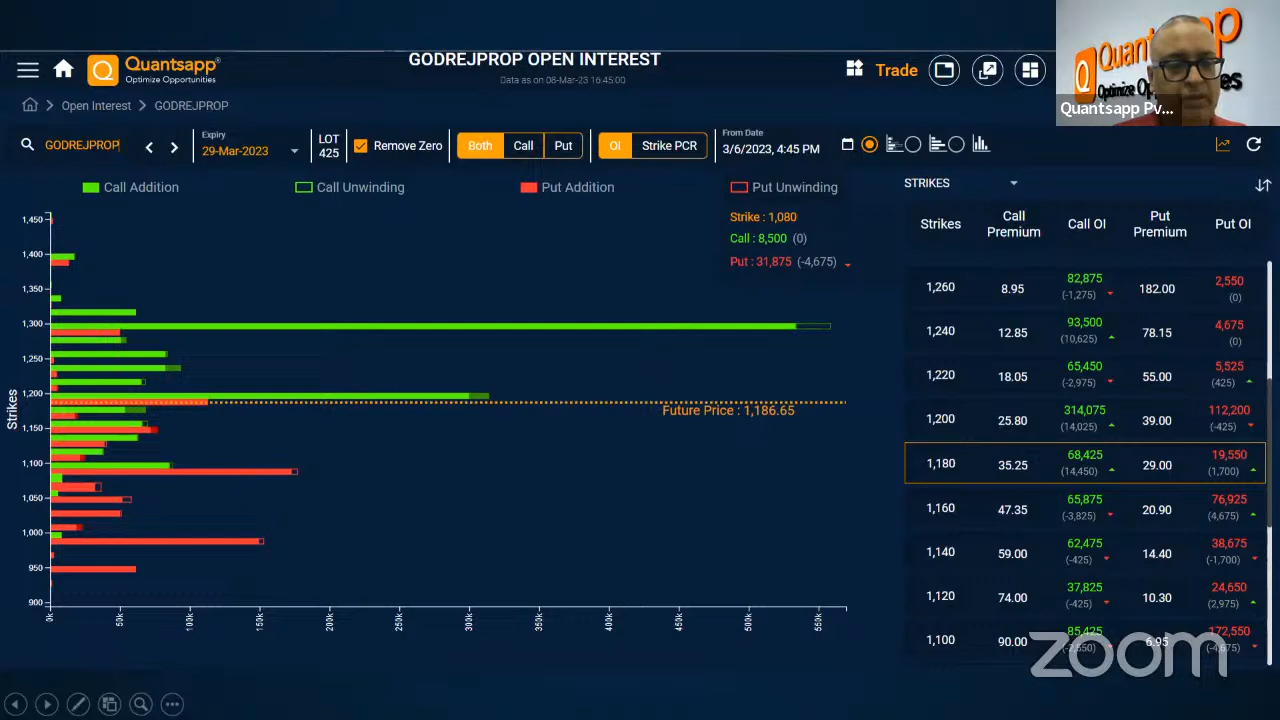 Quantsapp®
Optimize Opportunities
GODREJPROP OPEN INTEREST
Data as on 08-Mar-23 16:45:00
Trade
Quantsapp Pv...
Open Interest > GODREJPROP
GODREJPROP
Expiry
29-Mar-2023
LOT
425
Remove Zero
Both Call Put
OI Strike PCR
From Date
3/6/2023, 4:45 PM
Call Addition
Call Unwinding
Put Addition
Put Unwinding
Strike : 1,080
Call : 8,500 (0)
Put : 31,875 (-4,675)
Strikes
1,450
1,400
1,350
1,300
1,250
1,200
1,150
1,100
1,050
1,000
950
900
Future Price : 1,186.65
0k 50k 100k 150k 200k 250k 300k 350k 400k 450k 500k 550k
STRIKES
Strikes Call Premium Call OI Put Premium Put OI
1,260 8.95 82,875 (-1,275) 182.00 2,550 (0)
1,240 12.85 93,500 (10,625) 78.15 4,675 (0)
1,220 18.05 65,450 (-2,975) 55.00 5,525 (425)
1,200 25.80 314,075 (14,025) 39.00 112,200 (-425)
1,180 35.25 68,425 (14,450) 29.00 19,550 (1,700)
1,160 47.35 65,875 (-3,825) 20.90 76,925 (4,675)
1,140 59.00 62,475 (-425) 14.40 38,675 (-1,700)
1,120 74.00 37,825 (-425) 10.30 24,650 (2,975)
1,100 90.00 85,425 (-2,550) 6.95 172,550 (-4,675)
zoom